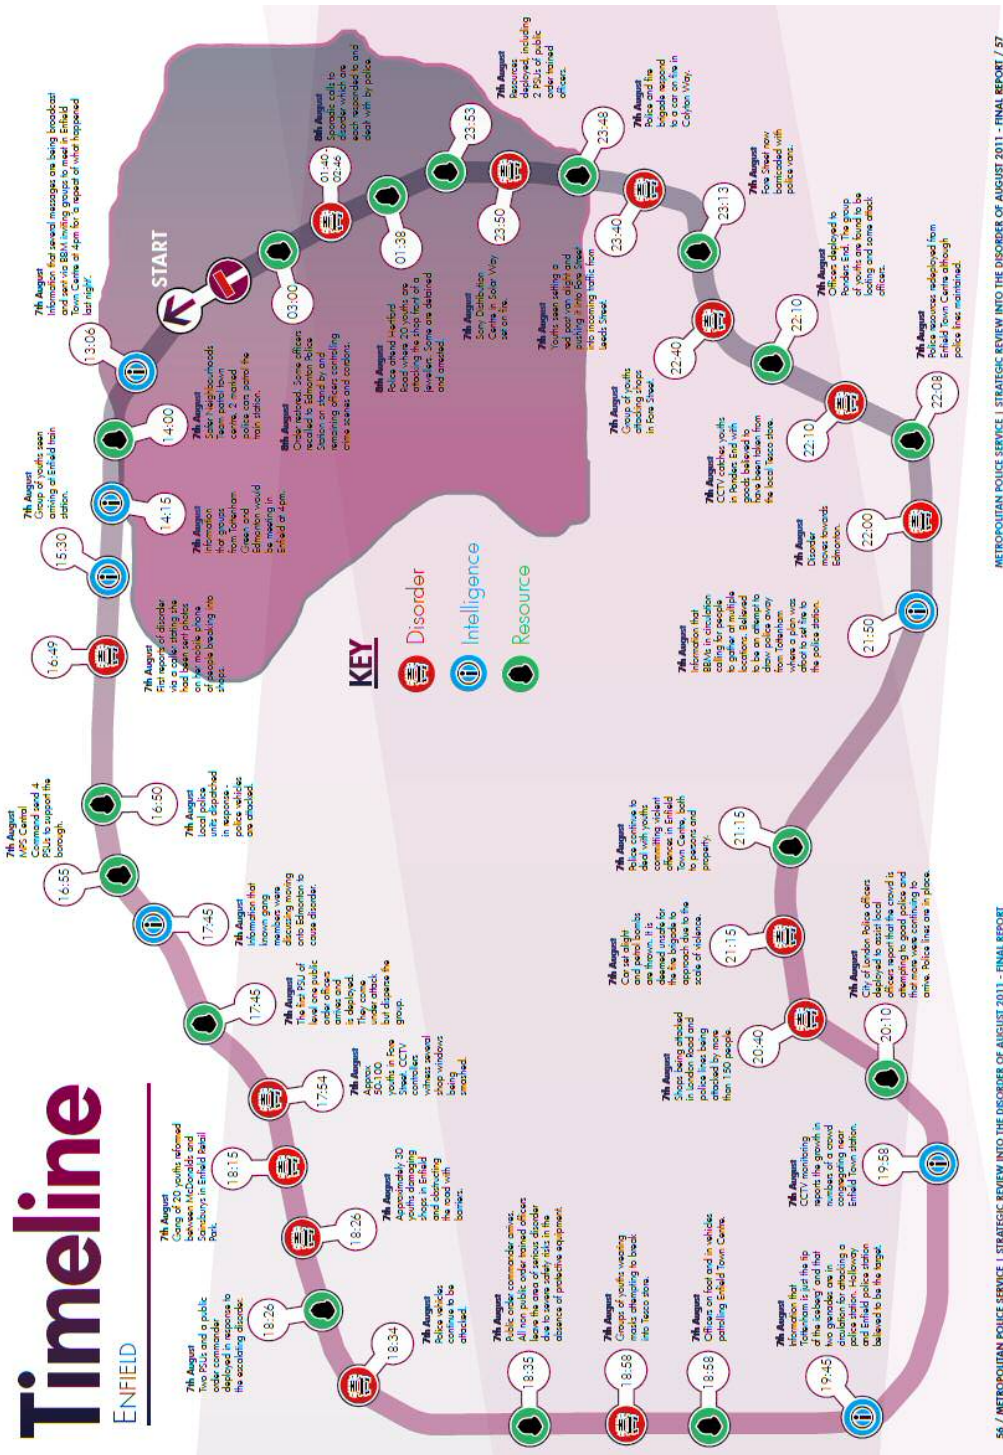 Timeline
ENFIELD
START
13:06
7th August
Information that several messages are being broadcast
and sent via BBM inviting groups to meet in Enfield
Town Centre at 4pm for a 'repeat of what happened
last night'.
14:00
7th August
Safer Neighbourhoods
Team patrol town
centre. 2 marked
police cars patrol the
train station.
14:15
7th August
Information
that groups
from Tottenham
Green and
Edmonton would
be meeting in
Enfield at 4pm.
15:30
7th August
Group of youths seen
arriving at Enfield train
station.
16:49
7th August
First reports of disorder
via a caller stating she
had been sent photos
on her mobile phone
of people breaking into
shops.
16:50
7th August
Local police
units dispatched
in response -
police vehicles
are attacked.
16:55
7th August
MPS Central
Command send 4
PSUs to support the
borough.
17:45
7th August
Information that
known gang
members were
discussing moving
onto Edmonton to
cause disorder.
17:45
7th August
The first PSU of
level one public
order officers
arrives and
is deployed.
They come
under attack
but disperse the
group.
17:54
7th August
Approx
50-100
youths in Fore
Street. CCTV
controllers
witness several
shop windows
being
smashed.
18:15
7th August
Gang of 20 youths reformed
between McDonalds and
Sainsburys in Enfield Retail
Park.
18:26
7th August
Approximately 30
youths damaging
shops in Enfield
and obstructing
the road with
barriers.
18:26
7th August
Two PSUs and a public
order commander
deployed in response to
the escalating disorder.
18:34
7th August
Police vehicles
continue to be
attacked.
18:35
7th August
Public order commander arrives.
All non public order trained officers
leave the area of serious disorder
due to severe safety risks in the
absence of protective equipment.
18:58
7th August
Groups of youths wearing
masks attempting to break
into Tesco store.
18:58
7th August
Officers on foot and in vehicles
patrolling Enfield Town Centre.
19:45
7th August
Information that
Tottenham is just the 'tip
of the iceberg' and that
two grenades are in
circulation for attacking a
police station. Holloway
and Enfield police station
believed to be the target.
19:58
7th August
CCTV monitoring
reports the growth in
numbers of a crowd
congregating near
Enfield Town station.
20:10
7th August
City of London Police officers
deployed to assist local
officers report that the crowd is
attempting to goad police and
that more were continuing to
arrive. Police lines are in place.
20:40
7th August
Shops being attacked
in London Road and
police lines being
attacked by more
than 150 people.
21:15
7th August
Car set alight
and petrol bombs
are thrown. It is
deemed unsafe for
the fire brigade to
approach due to the
scale of violence.
21:15
7th August
Police continue to
deal with youths
committing violent
offences in Enfield
Town Centre, both
to persons and
property.
21:50
7th August
Information that
BBMs in circulation
calling for people
to gather at multiple
locations. Believed
to be an attempt to
draw police away
from Tottenham
where a plan was
afoot to set fire to
the police station.
22:00
7th August
Disorder
moves towards
Edmonton.
22:08
7th August
Police resources redeployed from
Enfield Town Centre although
police lines maintained.
22:10
7th August
CCTV catches youths
in Ponders End with
goods believed to
have been taken from
the local Tesco store.
22:10
7th August
Officers deployed to
Ponders End. The group
of youths are found to be
looting and some attack
officers.
22:40
7th August
Group of youths
attacking shops
in Fore Street.
23:13
7th August
Fore Street now
barricaded with
police vans.
23:40
7th August
Youths seen setting a
red post van alight and
pushing it into Fore Street
into incoming traffic from
Leeds Street.
23:48
7th August
Police and fire
brigade respond
to a car on fire in
Colyton Way.
23:50
7th August
Sony Distribution
Centre in Solar Way
set on fire.
23:53
7th August
Resources
deployed, including
2 PSUs of public
order trained
officers.
01:38
8th August
Police attend Hertford
Road where 20 youths are
attacking the shop front of a
jewellers. Some are detained
and arrested.
01:40 -
02:46
8th August
Sporadic calls to
disorder which are
each responded to and
dealt with by police.
03:00
8th August
Order restored. Some officers
recalled to Edmonton Police
Station on stand by and
remaining officers controlling
crime scenes and cordons.
KEY
Disorder
Intelligence
Resource
56 / METROPOLITAN POLICE SERVICE | STRATEGIC REVIEW INTO THE DISORDER OF AUGUST 2011 - FINAL REPORT
METROPOLITAN POLICE SERVICE | STRATEGIC REVIEW INTO THE DISORDER OF AUGUST 2011 - FINAL REPORT / 57